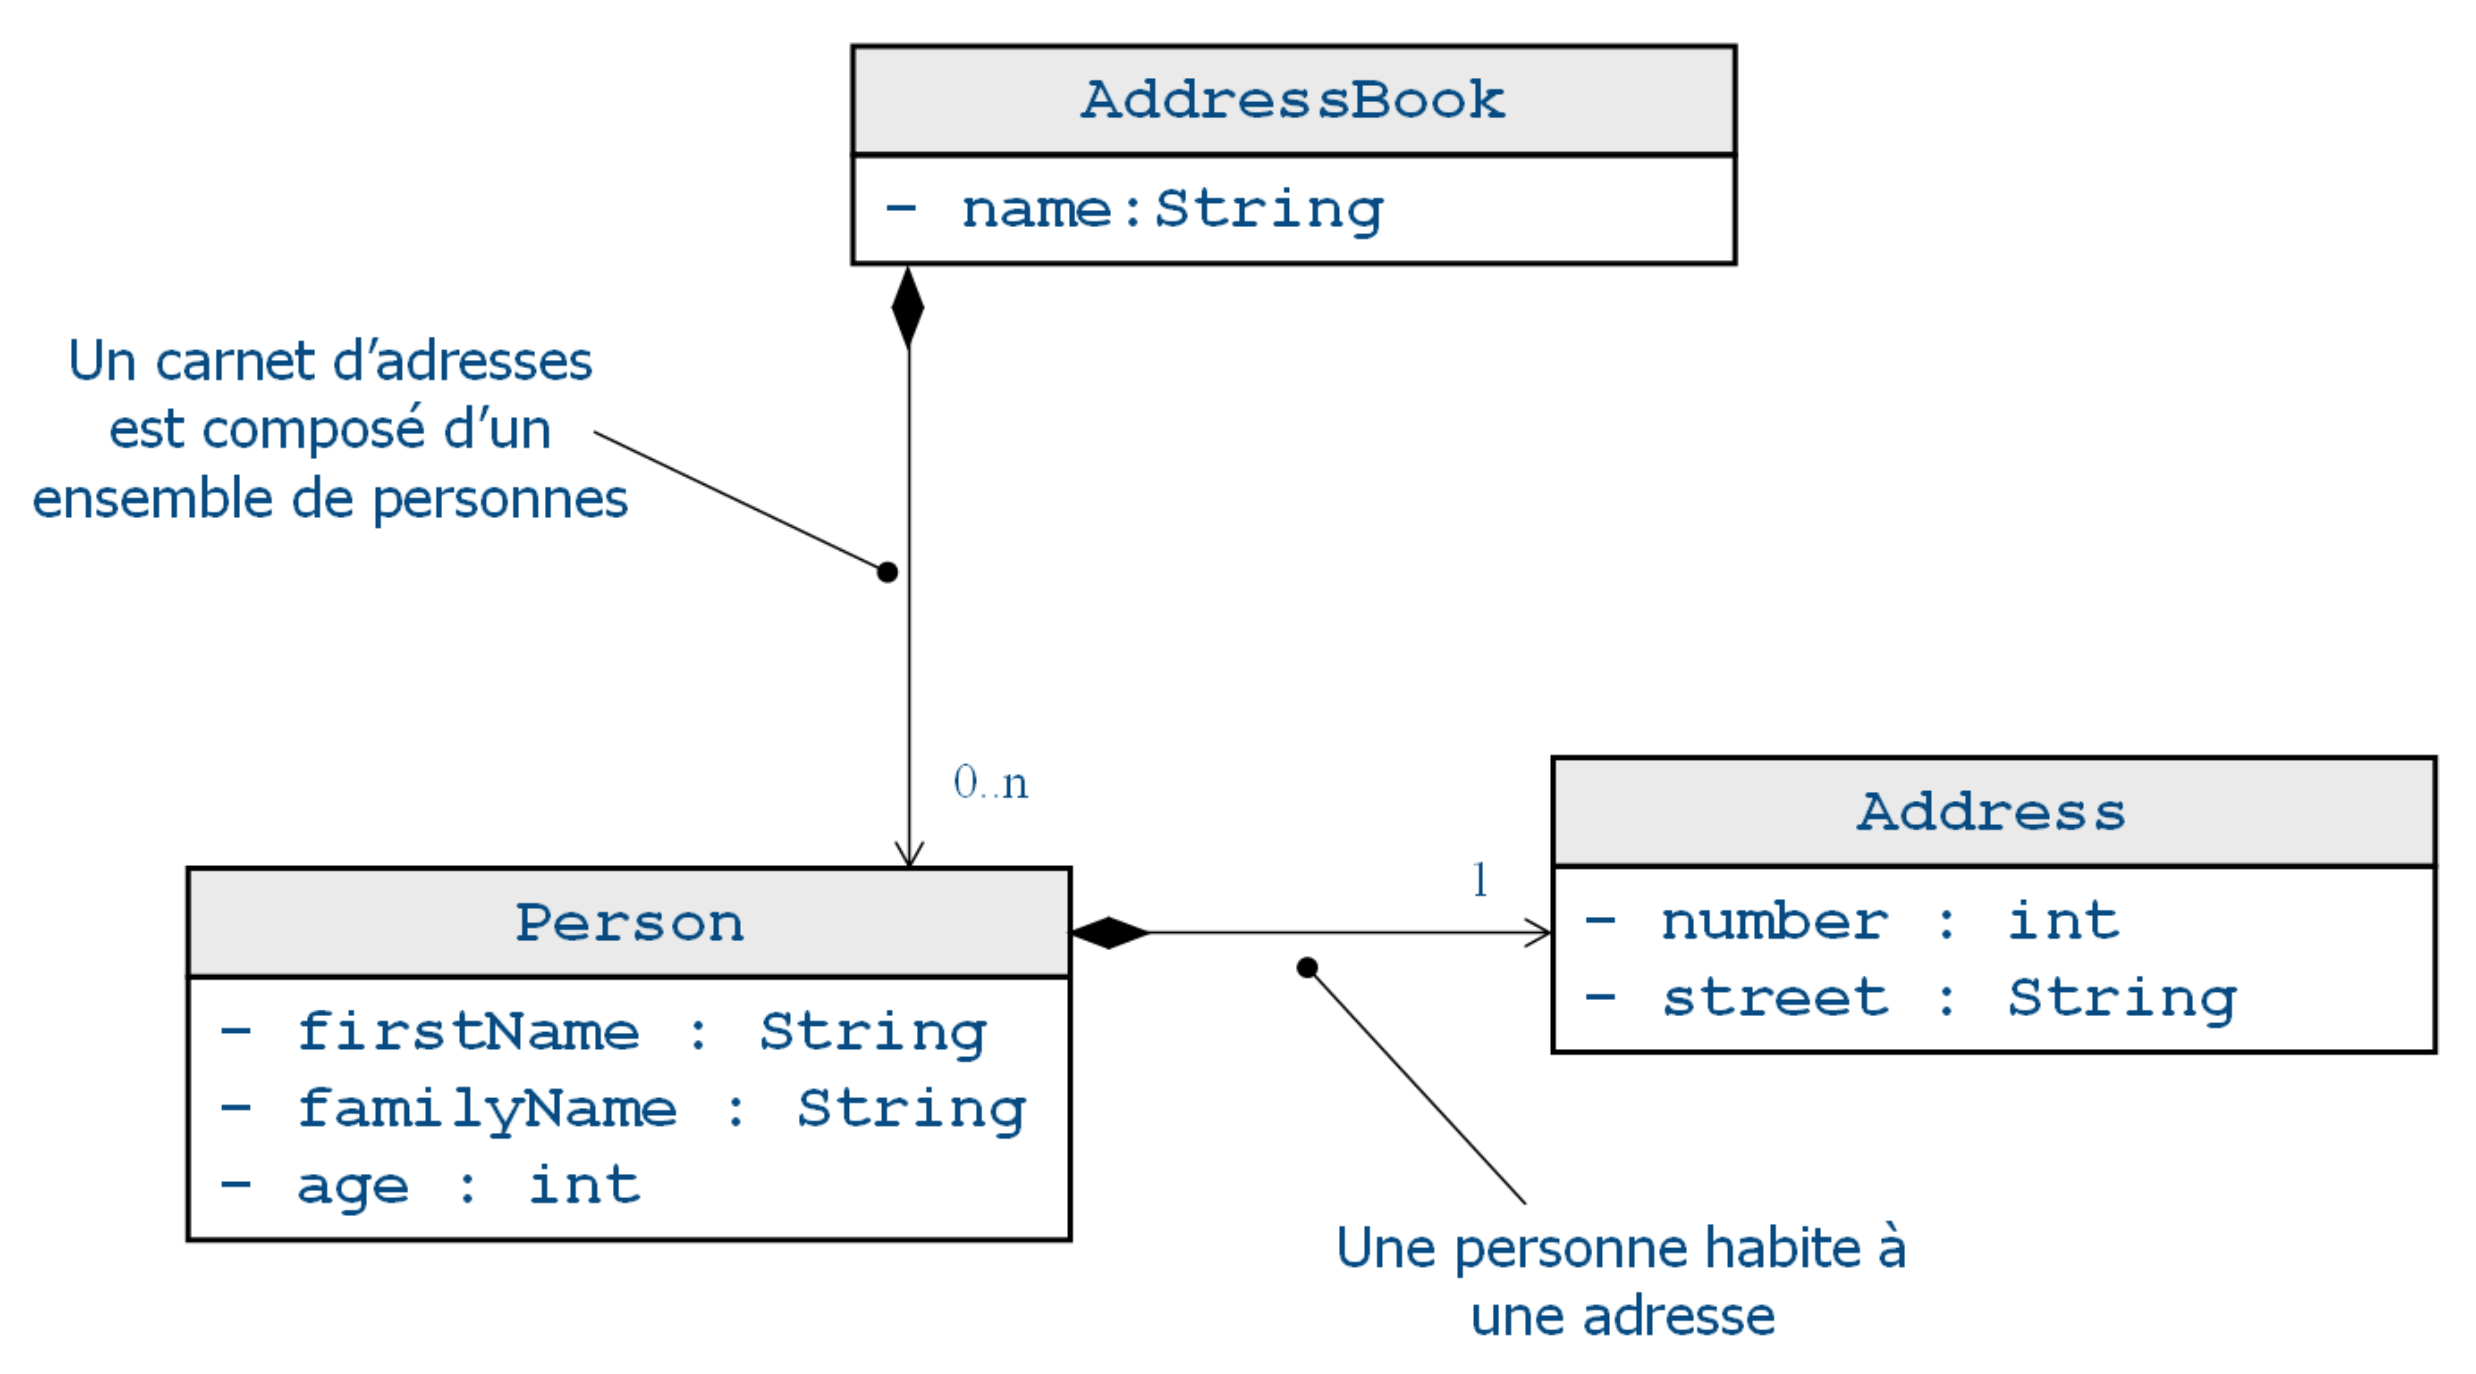 AddressBook
- name:String
Un carnet d’adresses
est composé d’un
ensemble de personnes
0..n
Person
- firstName : String
- familyName : String
- age : int
1
Address
- number : int
- street : String
Une personne habite à
une adresse